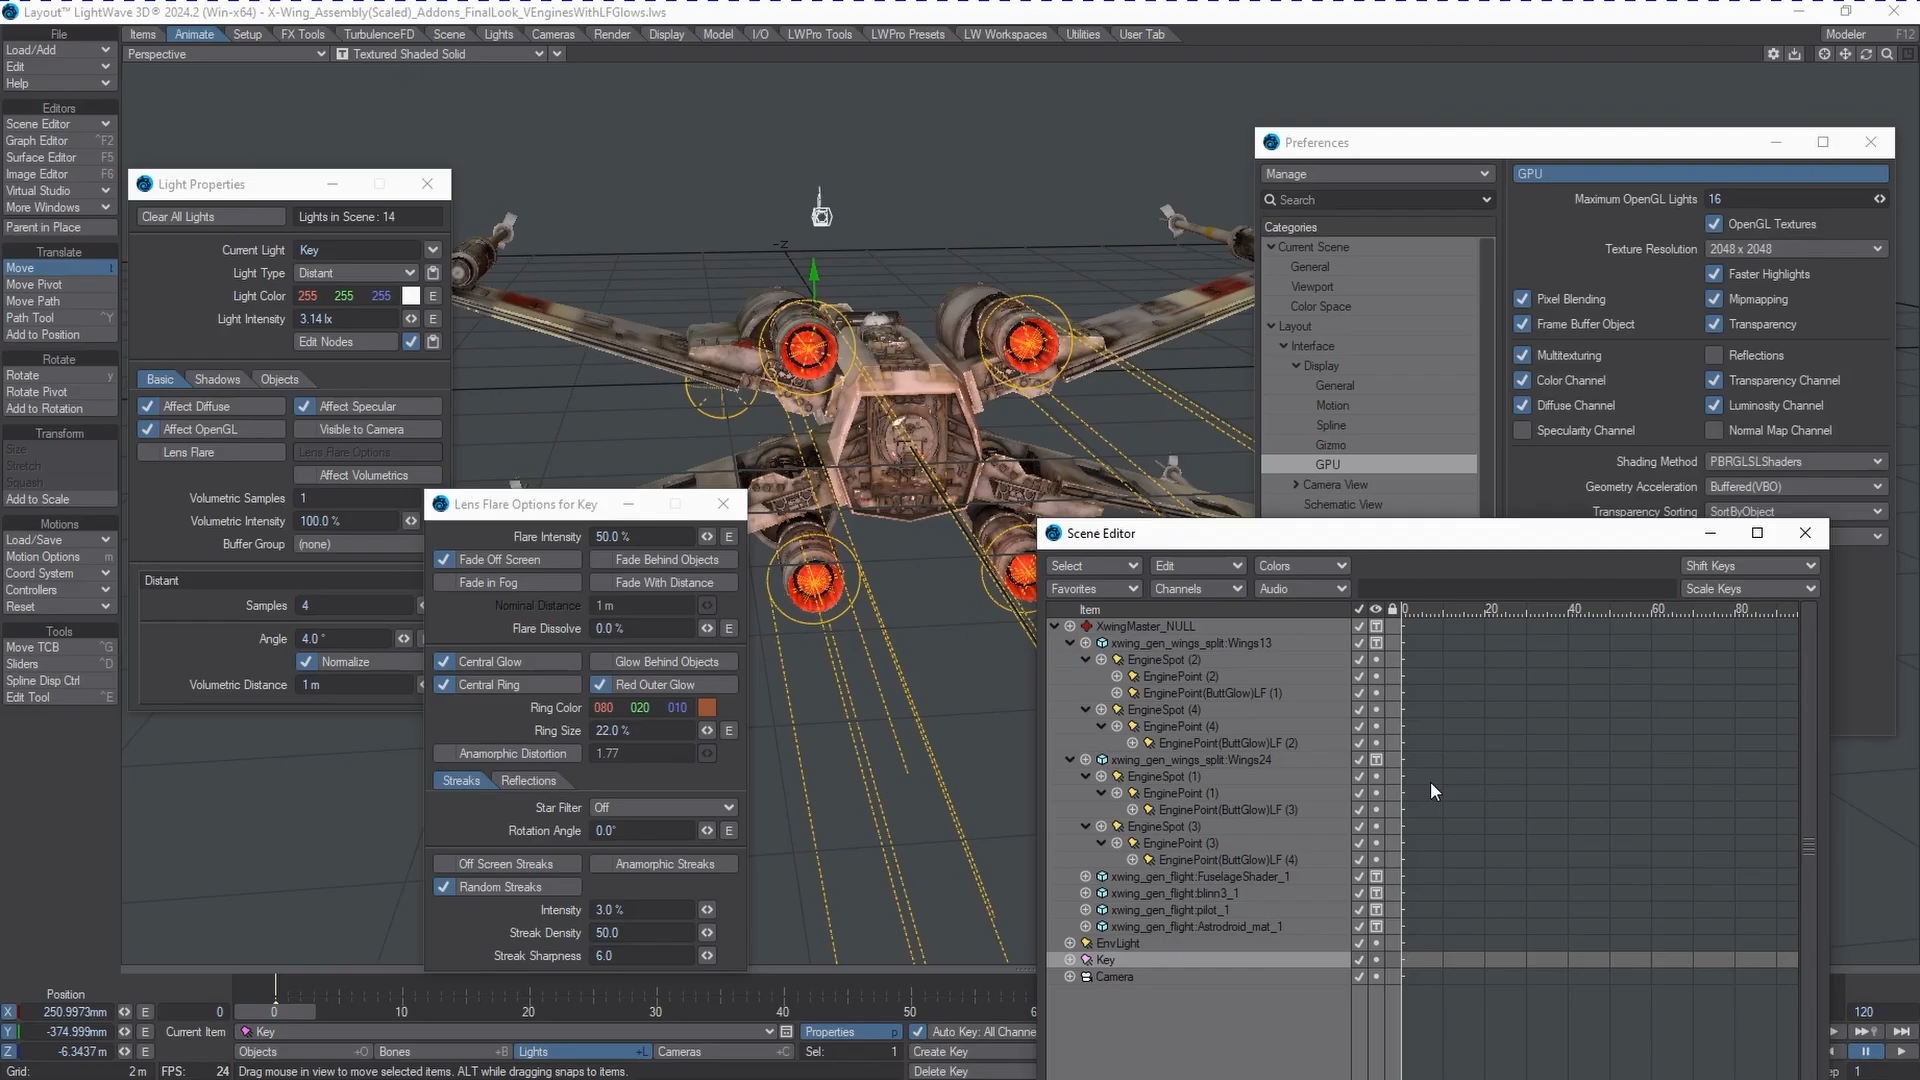 Layout™ LightWave 3D® 2024.2 (Win-x64) - X-Wing_Assembly(Scaled)_Addons_FinalLook_VEnginesWithLFGlows.lws
File Items Animate Setup FX Tools TurbulenceFD Scene Lights Cameras Render Display Model I/O LWPro Tools LWPro Presets LW Workspaces Utilities User Tab Modeler F12
Load/Add
Perspective T Textured Shaded Solid
Edit
Help
Editors
Scene Editor
Graph Editor ^F2
Surface Editor F5
Image Editor F6
Virtual Studio
More Windows
Parent in Place
Translate
Move t
Move Pivot
Move Path
Path Tool ^Y
Add to Position
Rotate
Rotate y
Rotate Pivot
Add to Rotation
Transform
Size
Stretch
Squash
Add to Scale
Motions
Load/Save
Motion Options m
Coord System
Controllers
Reset
Tools
Move TCB ^G
Sliders ^D
Spline Disp Ctrl
Edit Tool ^E
Light Properties
Clear All Lights Lights in Scene: 14
Current Light Key
Light Type Distant
Light Color 255 255 255 E
Light Intensity 3.14 lx E
Edit Nodes
Basic Shadows Objects
Affect Diffuse Affect Specular
Affect OpenGL Visible to Camera
Lens Flare Lens Flare Options
Affect Volumetrics
Volumetric Samples 1
Volumetric Intensity 100.0 %
Buffer Group (none)
Distant
Samples 4
Angle 4.0 °
Normalize
Volumetric Distance 1 m
-Z
Lens Flare Options for Key
Flare Intensity 50.0 % E
Fade Off Screen Fade Behind Objects
Fade in Fog Fade With Distance
Nominal Distance 1 m
Flare Dissolve 0.0 % E
Central Glow Glow Behind Objects
Central Ring Red Outer Glow
Ring Color 080 020 010
Ring Size 22.0 % E
Anamorphic Distortion 1.77
Streaks Reflections
Star Filter Off
Rotation Angle 0.0° E
Off Screen Streaks Anamorphic Streaks
Random Streaks
Intensity 3.0 %
Streak Density 50.0
Streak Sharpness 6.0
Preferences
Manage
Search
Categories
Current Scene
General
Viewport
Color Space
Layout
Interface
Display
General
Motion
Spline
Gizmo
GPU
Camera View
Schematic View
GPU
Maximum OpenGL Lights 16
OpenGL Textures
Texture Resolution 2048 x 2048
Faster Highlights
Pixel Blending Mipmapping
Frame Buffer Object Transparency
Multitexturing Reflections
Color Channel Transparency Channel
Diffuse Channel Luminosity Channel
Specularity Channel Normal Map Channel
Shading Method PBRGLSLShaders
Geometry Acceleration Buffered(VBO)
Transparency Sorting SortByObject
Scene Editor
Select Edit Colors Shift Keys
Favorites Channels Audio Scale Keys
Item 0 20 40 60 80
XwingMaster_NULL
xwing_gen_wings_split:Wings13
EngineSpot (2)
EnginePoint (2)
EnginePoint(ButtGlow)LF (1)
EngineSpot (4)
EnginePoint (4)
EnginePoint(ButtGlow)LF (2)
xwing_gen_wings_split:Wings24
EngineSpot (1)
EnginePoint (1)
EnginePoint(ButtGlow)LF (3)
EngineSpot (3)
EnginePoint (3)
EnginePoint(ButtGlow)LF (4)
xwing_gen_flight:FuselageShader_1
xwing_gen_flight:blinn3_1
xwing_gen_flight:pilot_1
xwing_gen_flight:Astrodroid_mat_1
EnvLight
Key
Camera
Position
X 250.9973mm E 0 0 10 20 30 40 50 6 120
Y -374.999mm E Current Item Key Properties p Auto Key: All Channe
Z -6.3437 m E Objects +O Bones +B Lights +L Cameras +C Sel: 1 Create Key
Grid: 2 m FPS: 24 Drag mouse in view to move selected items. ALT while dragging snaps to items. Delete Key ep 1